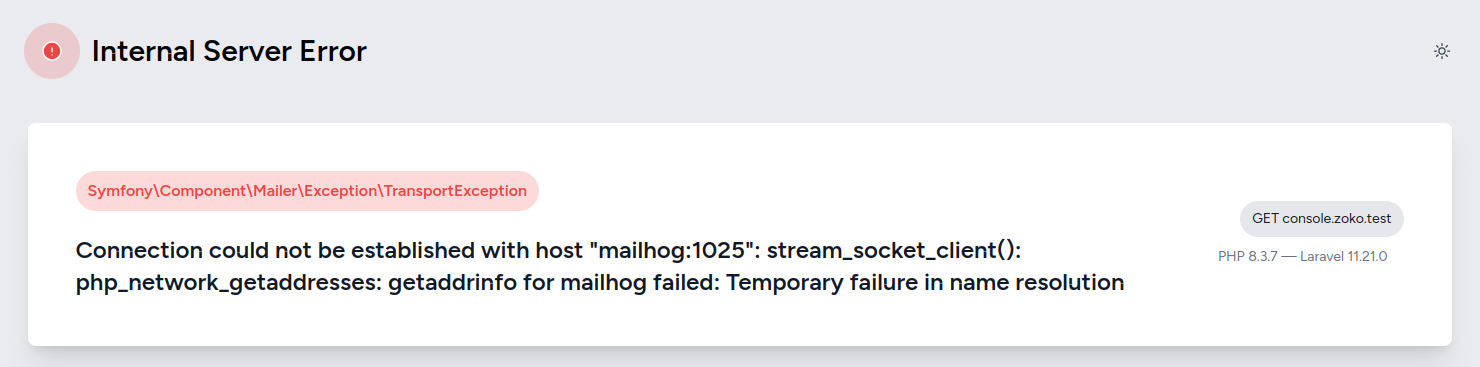 Internal Server Error
Symfony\Component\Mailer\Exception\TransportException
GET console.zoko.test
Connection could not be established with host "mailhog:1025": stream_socket_client():
PHP 8.3.7 — Laravel 11.21.0
php_network_getaddresses: getaddrinfo for mailhog failed: Temporary failure in name resolution